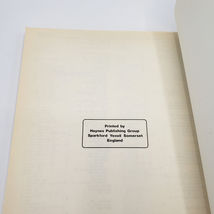 Printed by
Haynes Publishing Group
Sparkford Yeovil Somerset
England